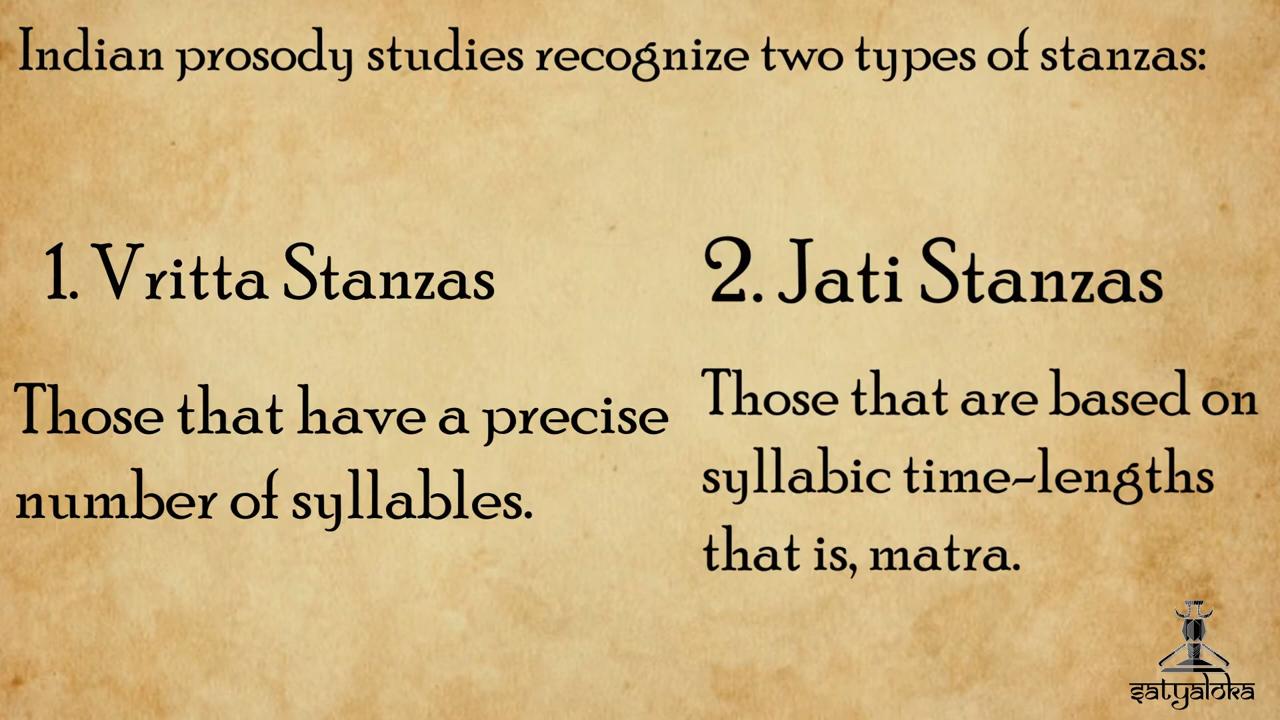 Indian prosody studies recognize two types of stanzas:
1. Vritta Stanzas
Those that have a precise
number of syllables.
2. Jati Stanzas
Those that are based on
syllabic time-lengths
that is, matra.
satyaloka